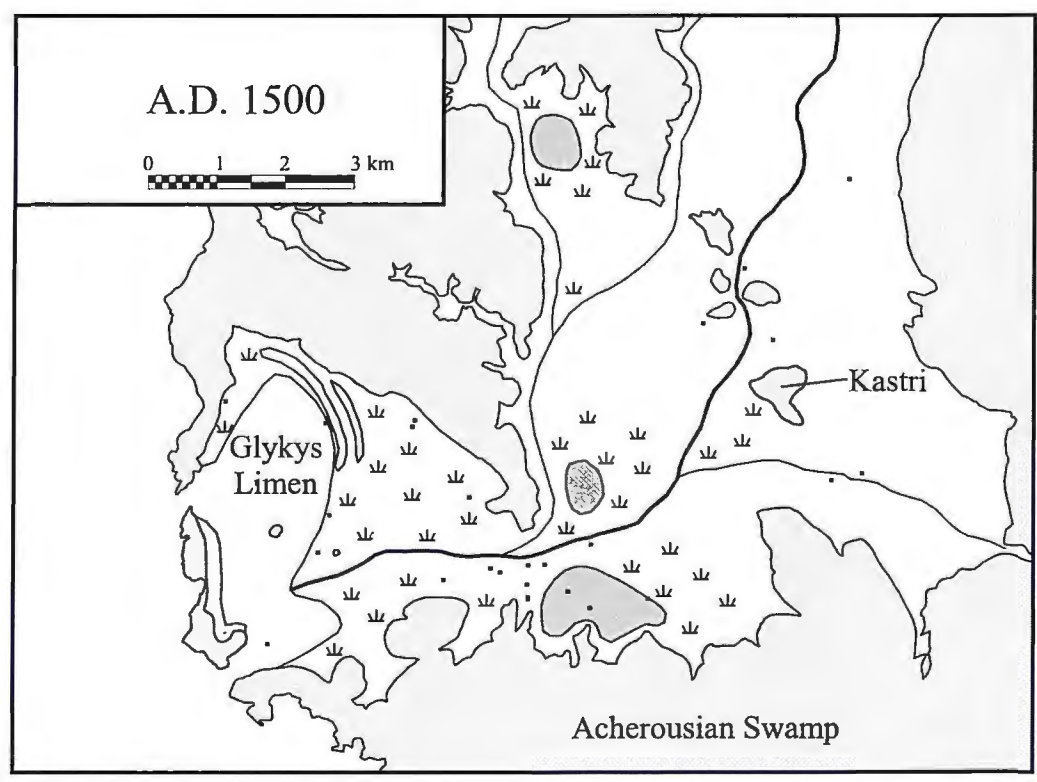 A.D. 1500
0 1 2 3 km
Kastri
Glykys
Limen
Acherousian Swamp